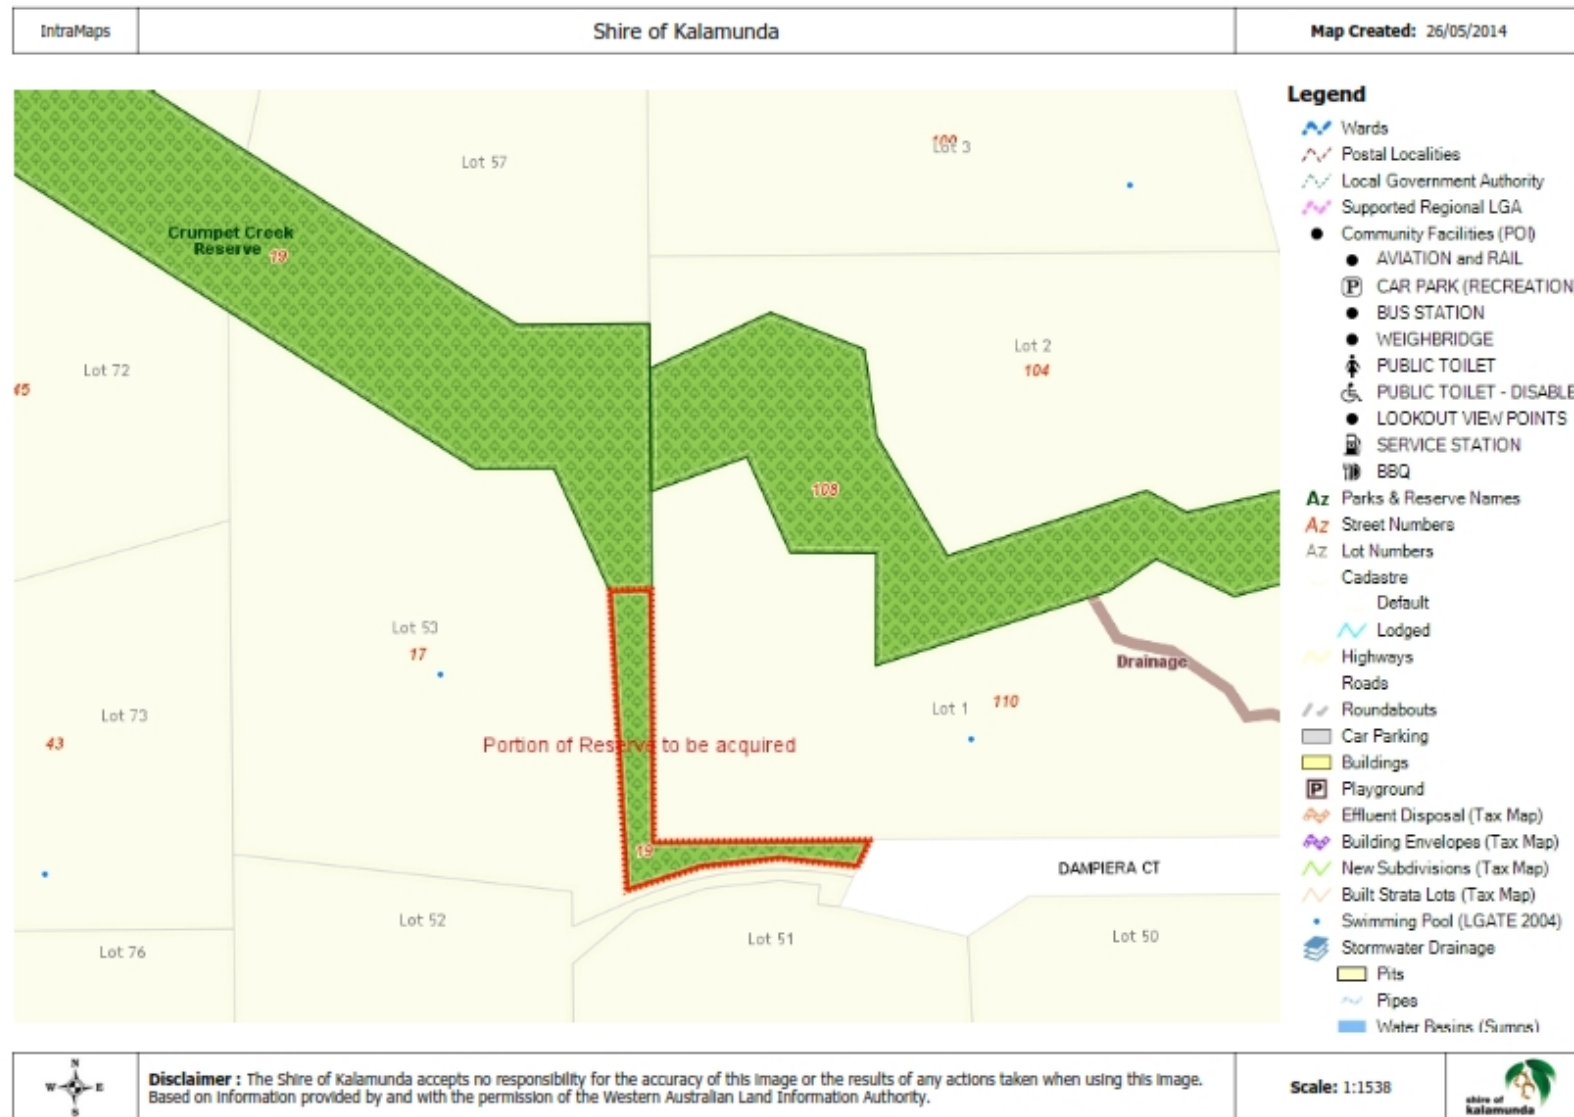 IntraMaps
Shire of Kalamunda
Map Created: 26/05/2014
Lot 57
Lot 3
Crumpet Creek
Reserve
19
Lot 72
45
Lot 2
104
108
Lot 53
17
Drainage
Lot 73
43
Lot 1
110
Portion of Reserve to be acquired
19
DAMPIERA CT
Lot 52
Lot 51
Lot 50
Lot 76
Legend
Wards
Postal Localities
Local Government Authority
Supported Regional LGA
Community Facilities (POI)
AVIATION and RAIL
P CAR PARK (RECREATION
BUS STATION
WEIGHBRIDGE
PUBLIC TOILET
PUBLIC TOILET - DISABLE
LOOKOUT VIEW POINTS
SERVICE STATION
BBQ
Az Parks & Reserve Names
Az Street Numbers
Az Lot Numbers
Cadastre
Default
Lodged
Highways
Roads
Roundabouts
Car Parking
Buildings
P Playground
Effluent Disposal (Tax Map)
Building Envelopes (Tax Map)
New Subdivisions (Tax Map)
Built Strata Lots (Tax Map)
Swimming Pool (LGATE 2004)
Stormwater Drainage
Pits
Pipes
Water Basins (Sumps)
N
W E
S
Disclaimer : The Shire of Kalamunda accepts no responsibility for the accuracy of this image or the results of any actions taken when using this image.
Based on information provided by and with the permission of the Western Australian Land Information Authority.
Scale: 1:1538
shire of
kalamunda